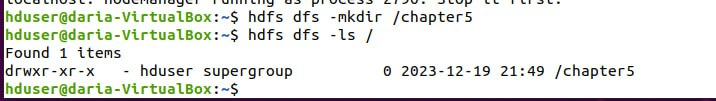 localhost: nodemanager running as process 2790. Stop it first.
hduser@daria-VirtualBox:~$ hdfs dfs -mkdir /chapter5
hduser@daria-VirtualBox:~$ hdfs dfs -ls /
Found 1 items
drwxr-xr-x   - hduser supergroup          0 2023-12-19 21:49 /chapter5
hduser@daria-VirtualBox:~$